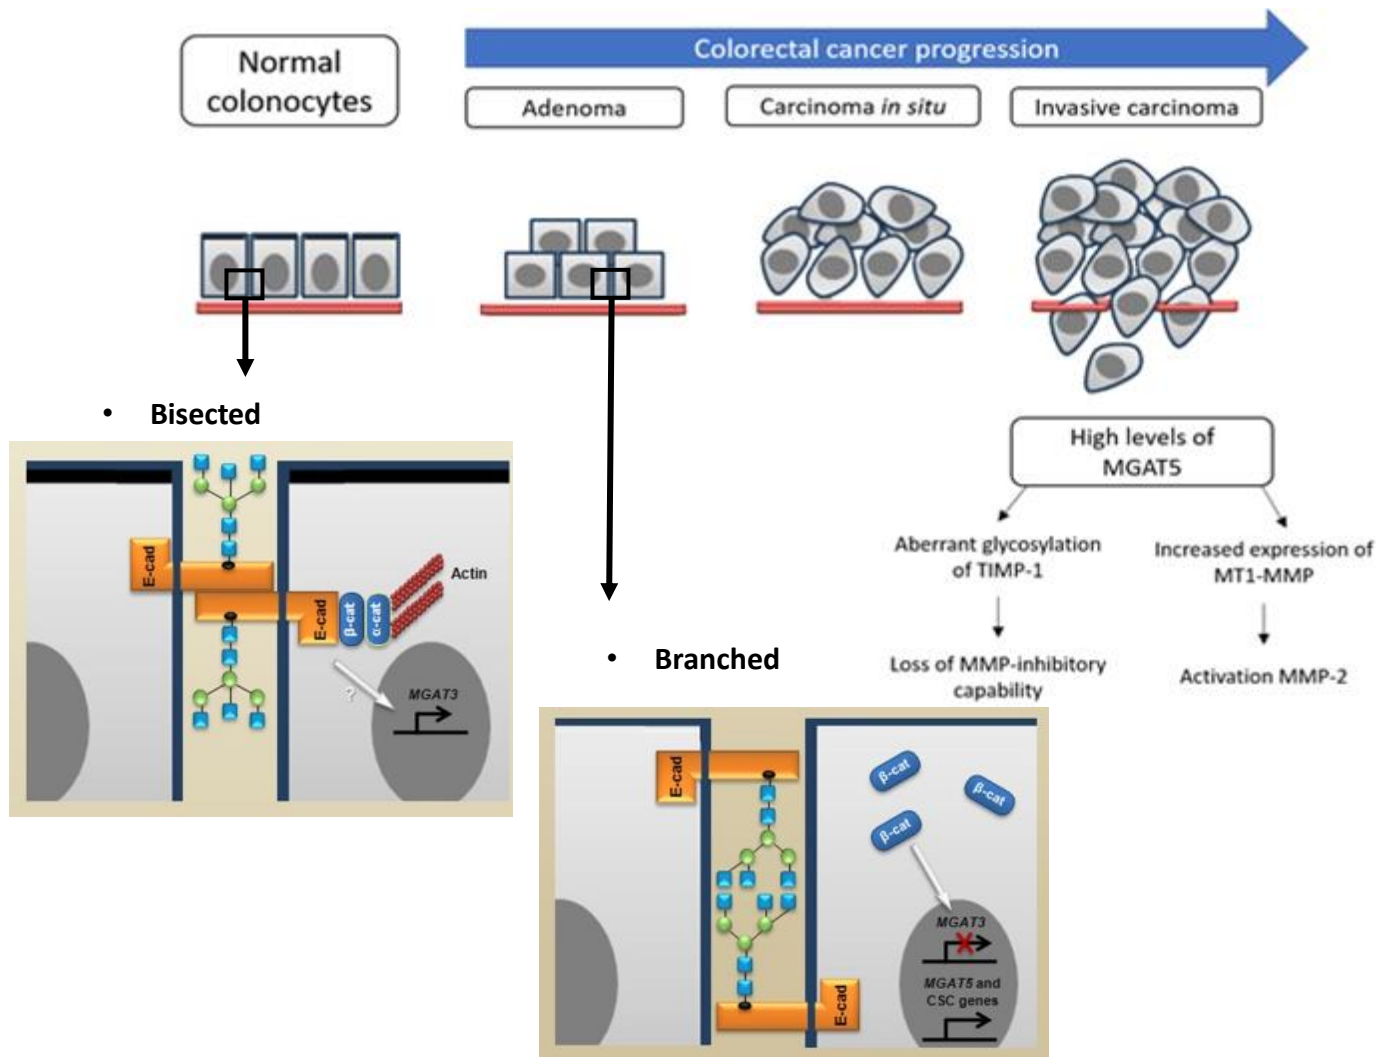 Normal
colonocytes
Colorectal cancer progression
Adenoma
Carcinoma in situ
Invasive carcinoma
• Bisected
E-cad
E-cad
β-cat
α-cat
Actin
?
MGAT3
High levels of
MGAT5
Aberrant glycosylation
of TIMP-1
Loss of MMP-inhibitory
capability
Increased expression of
MT1-MMP
Activation MMP-2
• Branched
E-cad
β-cat
β-cat
β-cat
MGAT3
MGAT5 and
CSC genes
E-cad